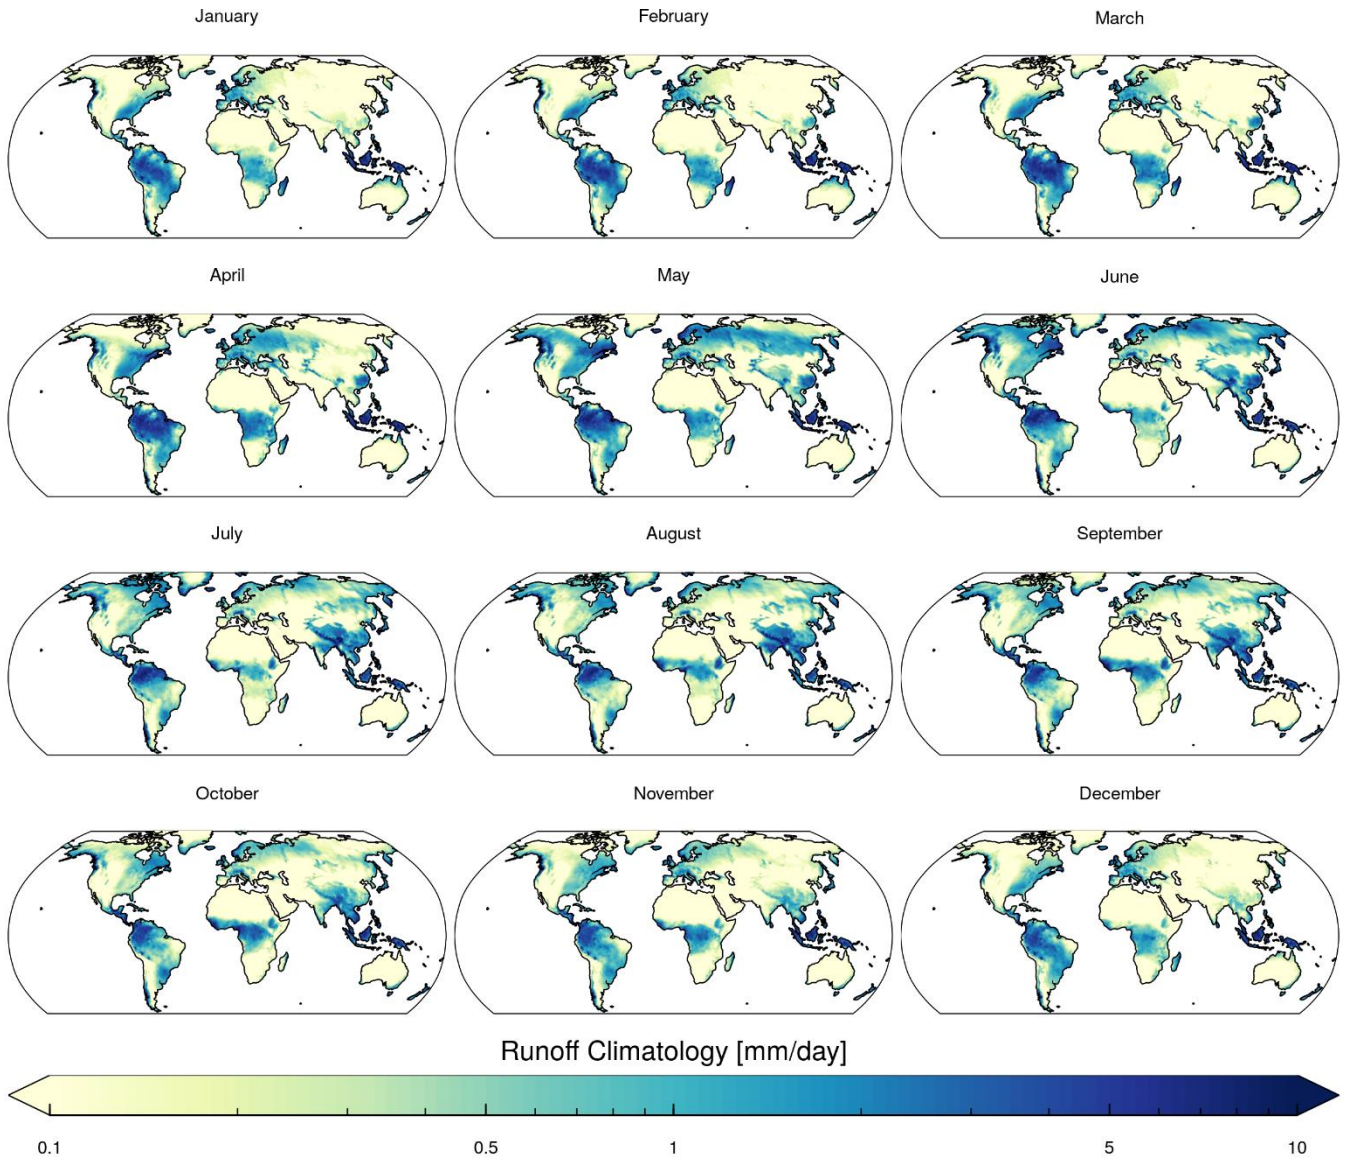 January
February
March
April
May
June
July
August
September
October
November
December
Runoff Climatology [mm/day]
0.1
0.5
1
5
10